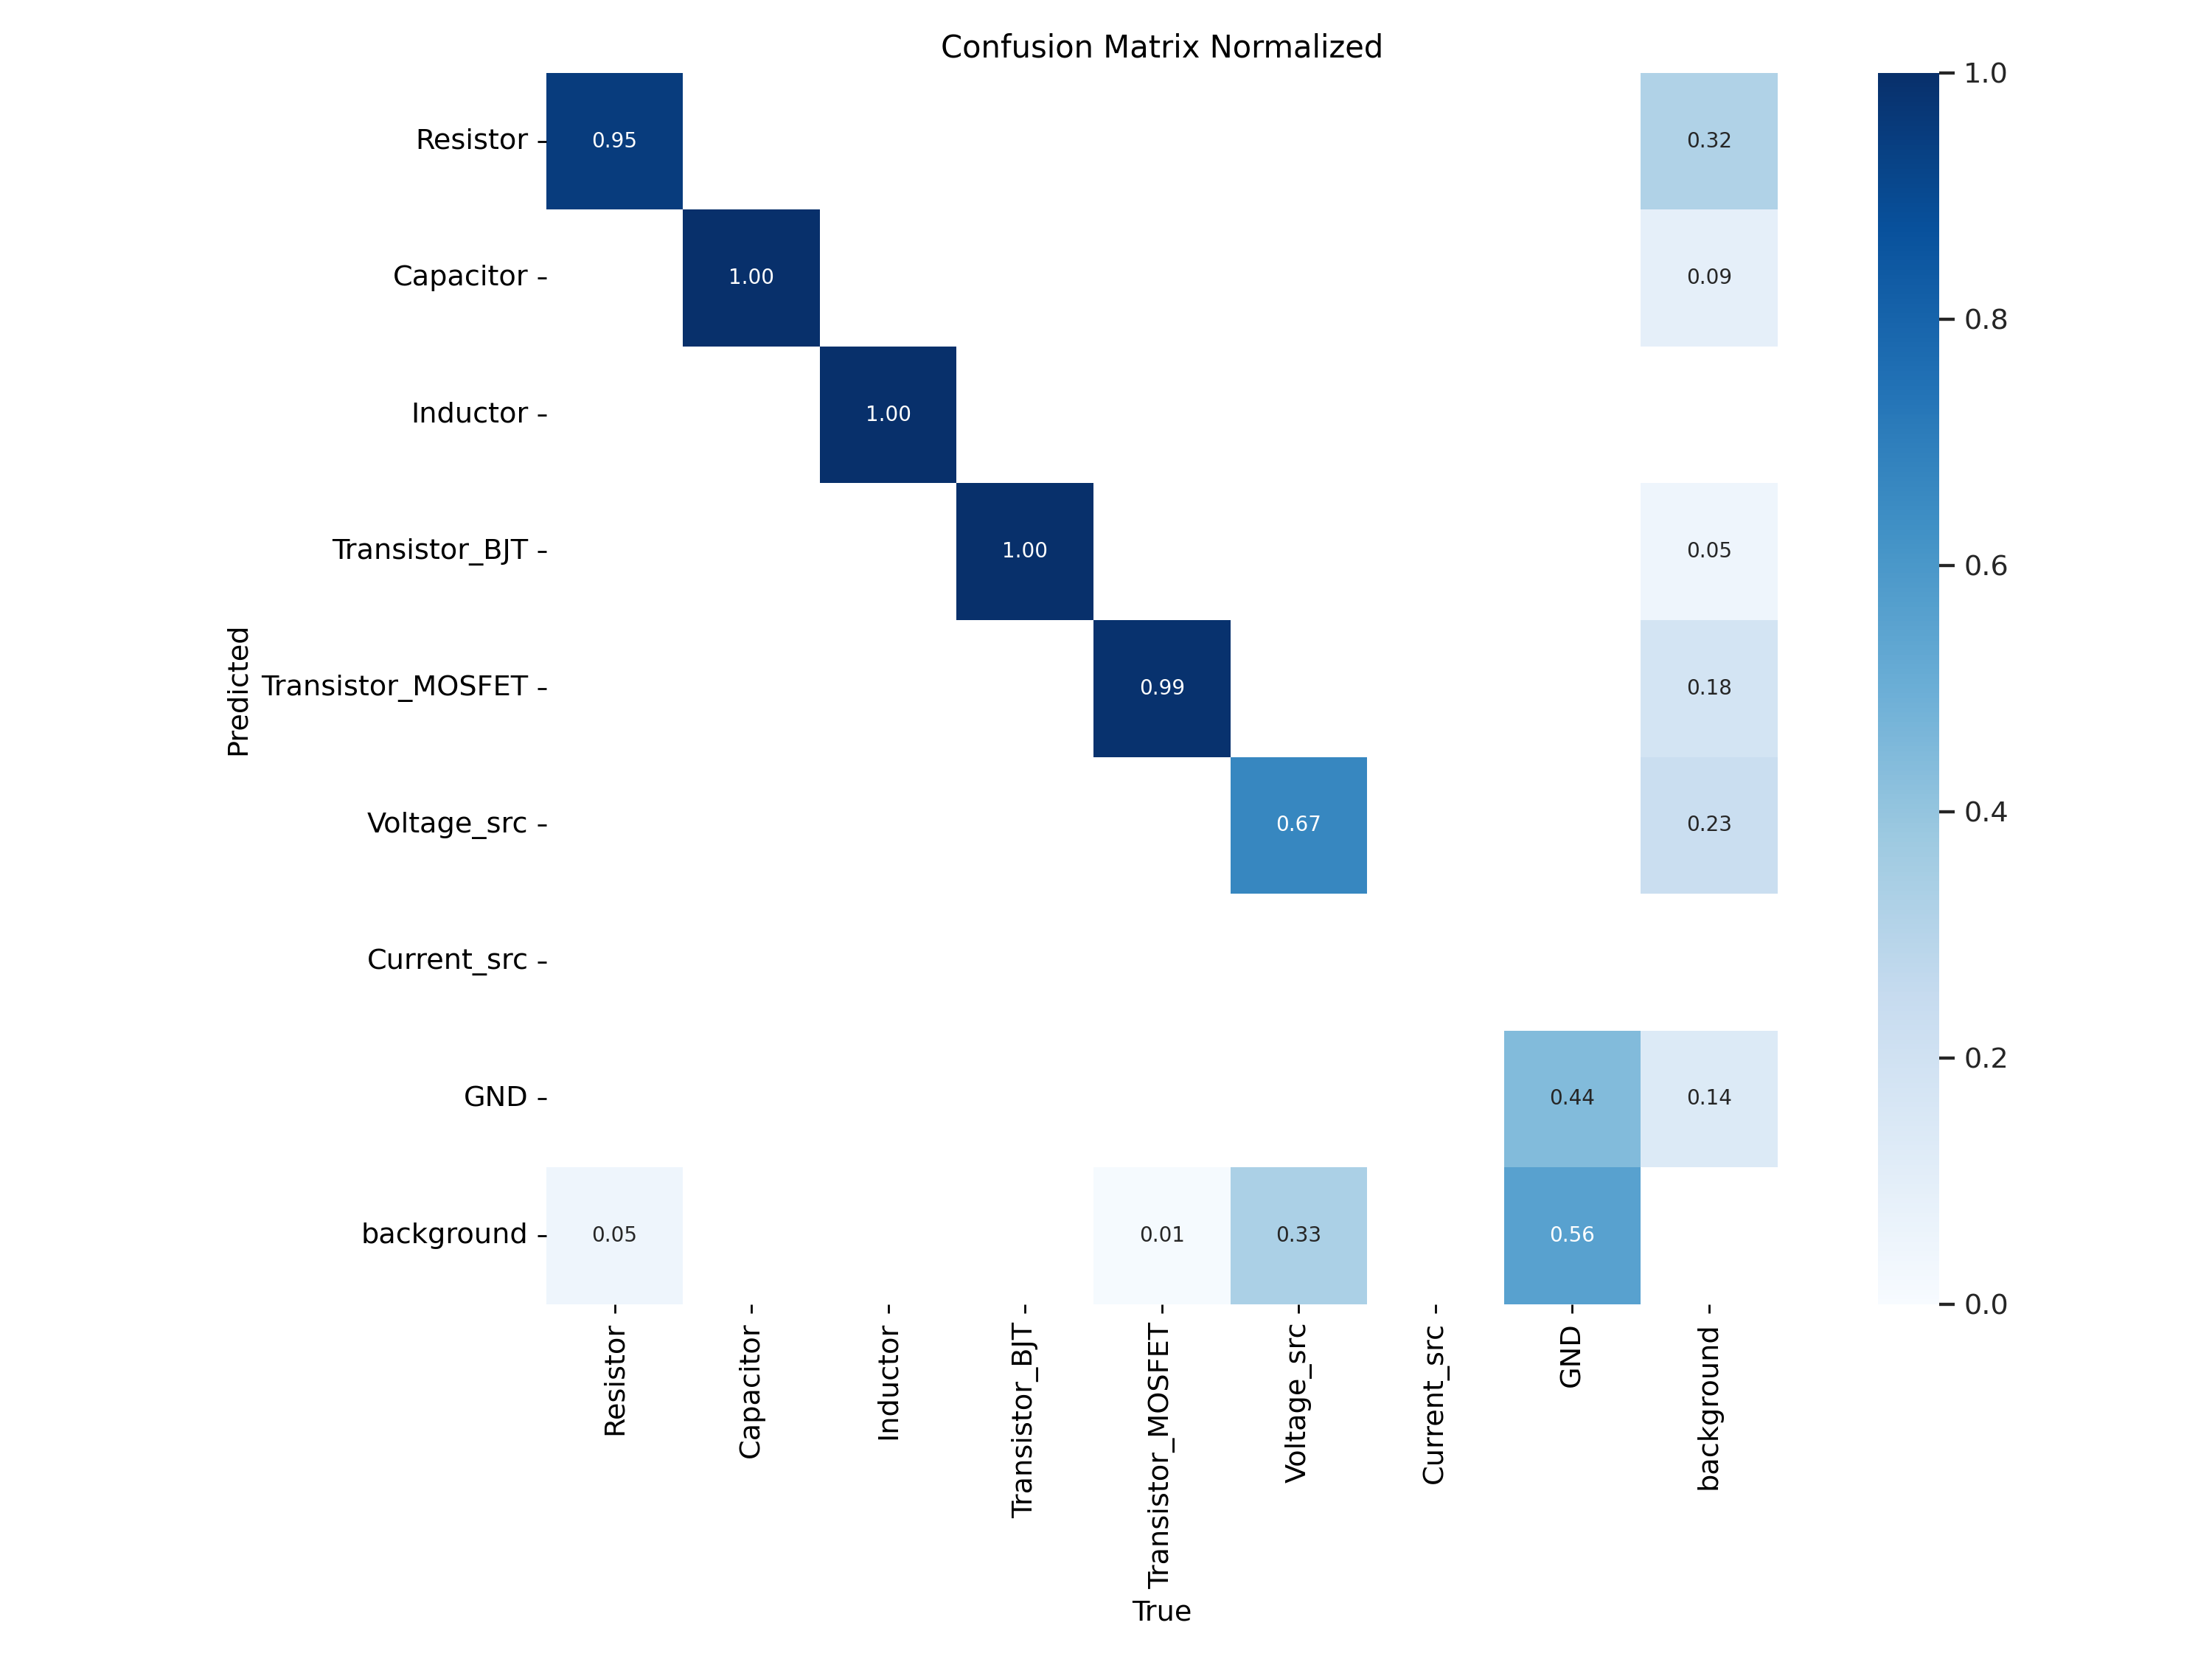 Confusion Matrix Normalized
Resistor
0.95
0.32
Capacitor
1.00
0.09
Inductor
1.00
Transistor_BJT
1.00
0.05
Transistor_MOSFET
0.99
0.18
Voltage_src
0.67
0.23
Current_src
GND
0.44
0.14
background
0.05
0.01
0.33
0.56
Predicted
Resistor
Capacitor
Inductor
Transistor_BJT
Transistor_MOSFET
Voltage_src
Current_src
GND
background
True
1.0
0.8
0.6
0.4
0.2
0.0